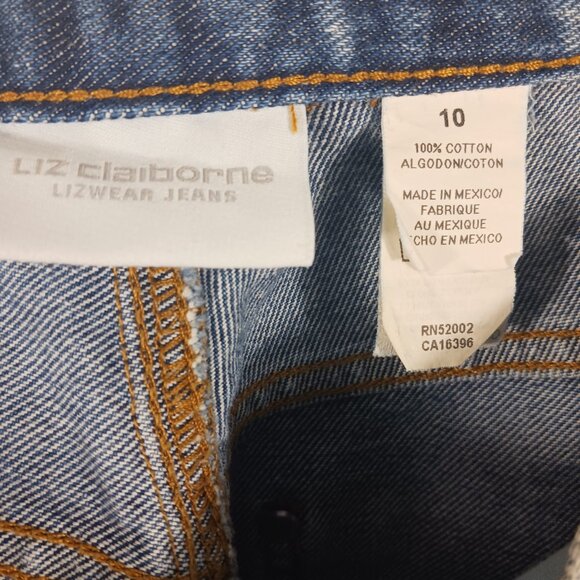 LIZ claiborne
LIZWEAR JEANS
10
100% COTTON
ALGODON/COTON
MADE IN MEXICO/
FABRIQUE
AU MEXIQUE
ECHO EN MEXICO
RN52002
CA16396